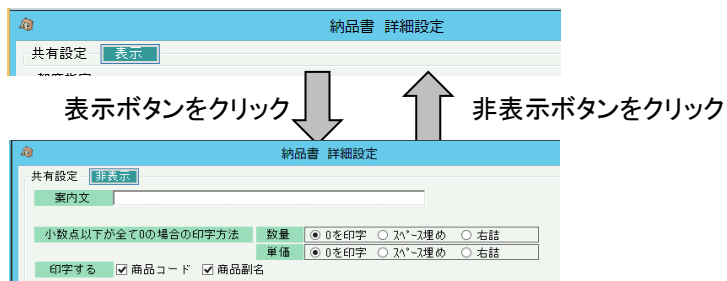 納品書 詳細設定
共有設定 表示
表示ボタンをクリック
非表示ボタンをクリック
納品書 詳細設定
共有設定 非表示
案内文
小数点以下が全て0の場合の印字方法 数量 0を印字 ｽﾍﾟｰｽ埋め 右詰
単価 0を印字 ｽﾍﾟｰｽ埋め 右詰
印字する 商品コード 商品副名